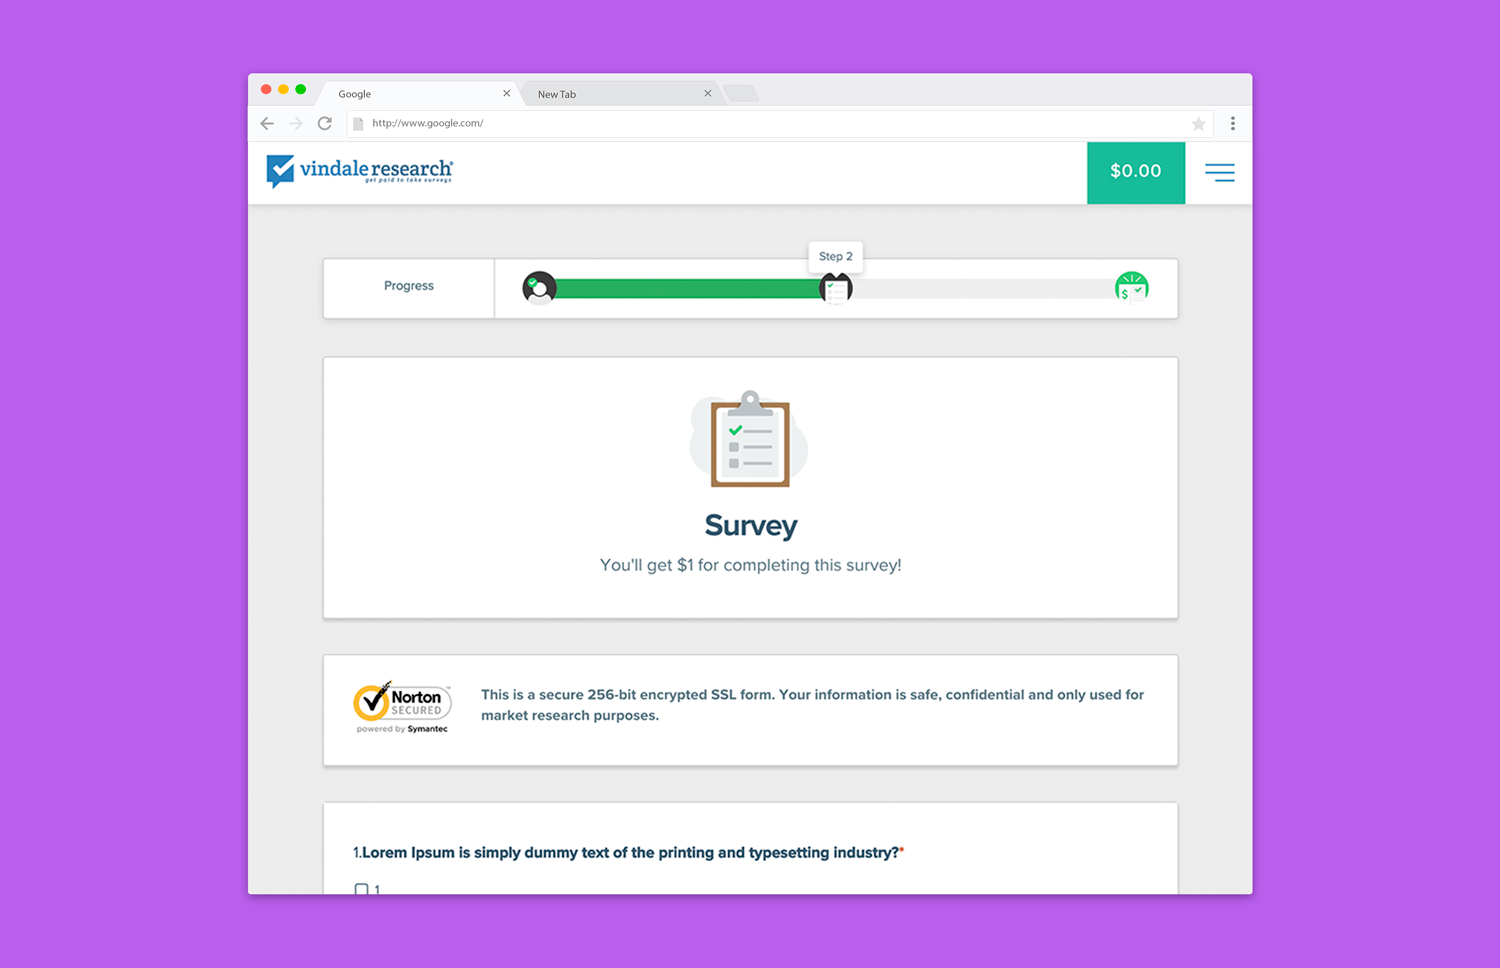 Google
New Tab
http://www.google.com/
vindale research®
get paid to take surveys
$0.00
Step 2
Progress
$
Survey
You'll get $1 for completing this survey!
Norton™
SECURED
powered by Symantec
This is a secure 256-bit encrypted SSL form. Your information is safe, confidential and only used for
market research purposes.
1.Lorem Ipsum is simply dummy text of the printing and typesetting industry?*
1